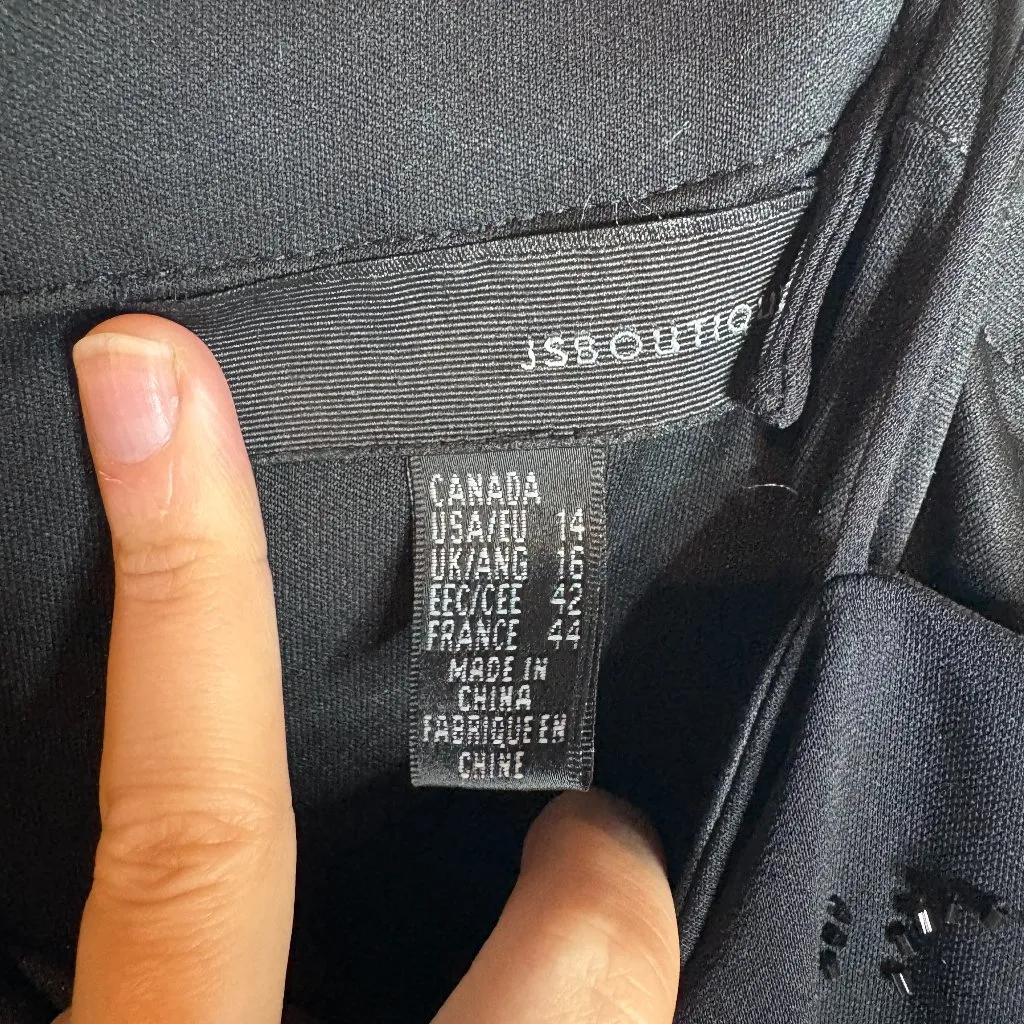 JSBOUTIQU
CANADA
USA/EU 14
UK/ANG 16
EEC/CEE 42
FRANCE 44
MADE IN
CHINA
FABRIQUE EN
CHINE